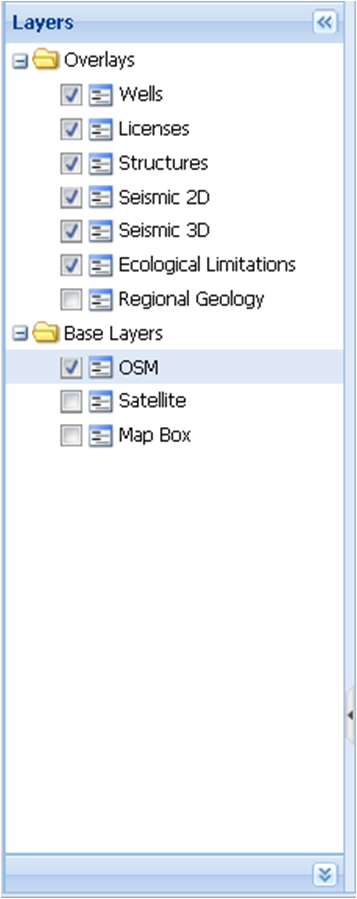 Layers
Overlays
Wells
Licenses
Structures
Seismic 2D
Seismic 3D
Ecological Limitations
Regional Geology
Base Layers
OSM
Satellite
Map Box